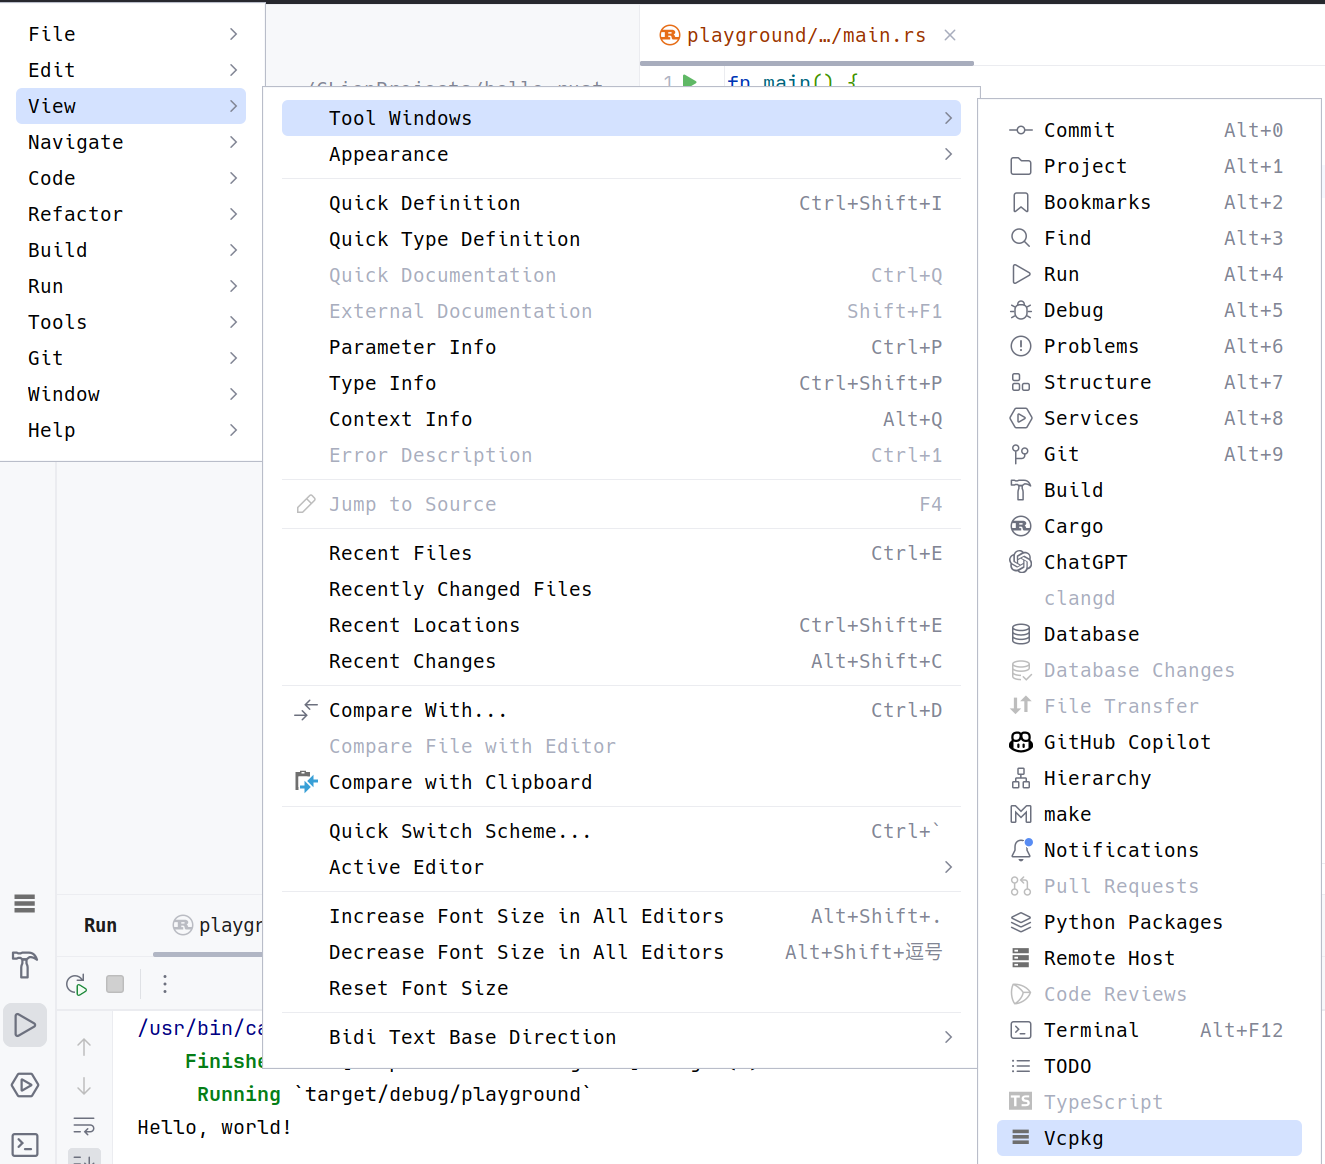 File
Edit
View
Navigate
Code
Refactor
Build
Run
Tools
Git
Window
Help
playground/…/main.rs
1 fn main() {
Tool Windows
Appearance
Quick Definition Ctrl+Shift+I
Quick Type Definition
Quick Documentation Ctrl+Q
External Documentation Shift+F1
Parameter Info Ctrl+P
Type Info Ctrl+Shift+P
Context Info Alt+Q
Error Description Ctrl+1
Jump to Source F4
Recent Files Ctrl+E
Recently Changed Files
Recent Locations Ctrl+Shift+E
Recent Changes Alt+Shift+C
Compare With... Ctrl+D
Compare File with Editor
Compare with Clipboard
Quick Switch Scheme... Ctrl+`
Active Editor
Increase Font Size in All Editors Alt+Shift+.
Decrease Font Size in All Editors Alt+Shift+逗号
Reset Font Size
Bidi Text Base Direction
Commit Alt+0
Project Alt+1
Bookmarks Alt+2
Find Alt+3
Run Alt+4
Debug Alt+5
Problems Alt+6
Structure Alt+7
Services Alt+8
Git Alt+9
Build
Cargo
ChatGPT
clangd
Database
Database Changes
File Transfer
GitHub Copilot
Hierarchy
make
Notifications
Pull Requests
Python Packages
Remote Host
Code Reviews
Terminal Alt+F12
TODO
TS TypeScript
Vcpkg
Run playgr
/usr/bin/ca
Finishe
Running `target/debug/playground`
Hello, world!